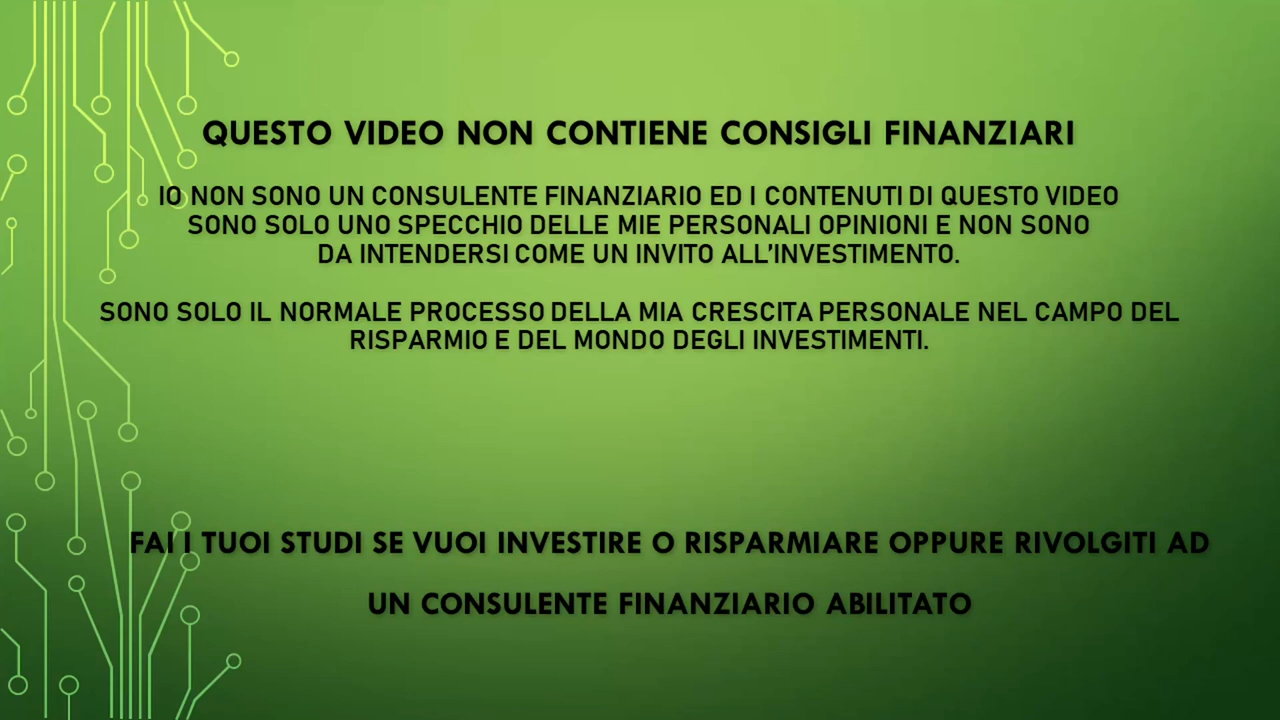 QUESTO VIDEO NON CONTIENE CONSIGLI FINANZIARI
IO NON SONO UN CONSULENTE FINANZIARIO ED I CONTENUTI DI QUESTO VIDEO
SONO SOLO UNO SPECCHIO DELLE MIE PERSONALI OPINIONI E NON SONO
DA INTENDERSI COME UN INVITO ALL'INVESTIMENTO.
SONO SOLO IL NORMALE PROCESSO DELLA MIA CRESCITA PERSONALE NEL CAMPO DEL
RISPARMIO E DEL MONDO DEGLI INVESTIMENTI.
FAI I TUOI STUDI SE VUOI INVESTIRE O RISPARMIARE OPPURE RIVOLGITI AD
UN CONSULENTE FINANZIARIO ABILITATO